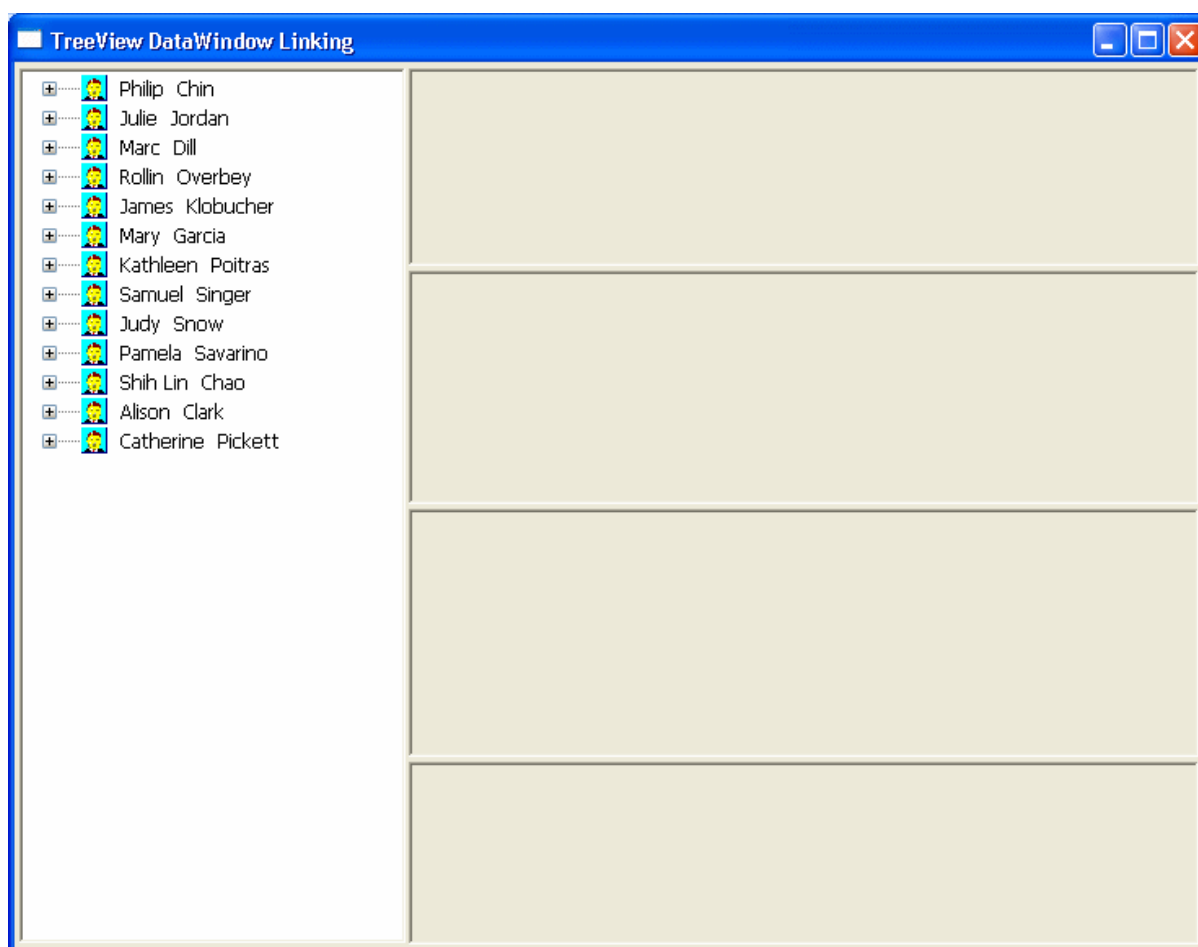 TreeView DataWindow Linking
Philip Chin
Julie Jordan
Marc Dill
Rollin Overbey
James Klobucher
Mary Garcia
Kathleen Poitras
Samuel Singer
Judy Snow
Pamela Savarino
Shih Lin Chao
Alison Clark
Catherine Pickett